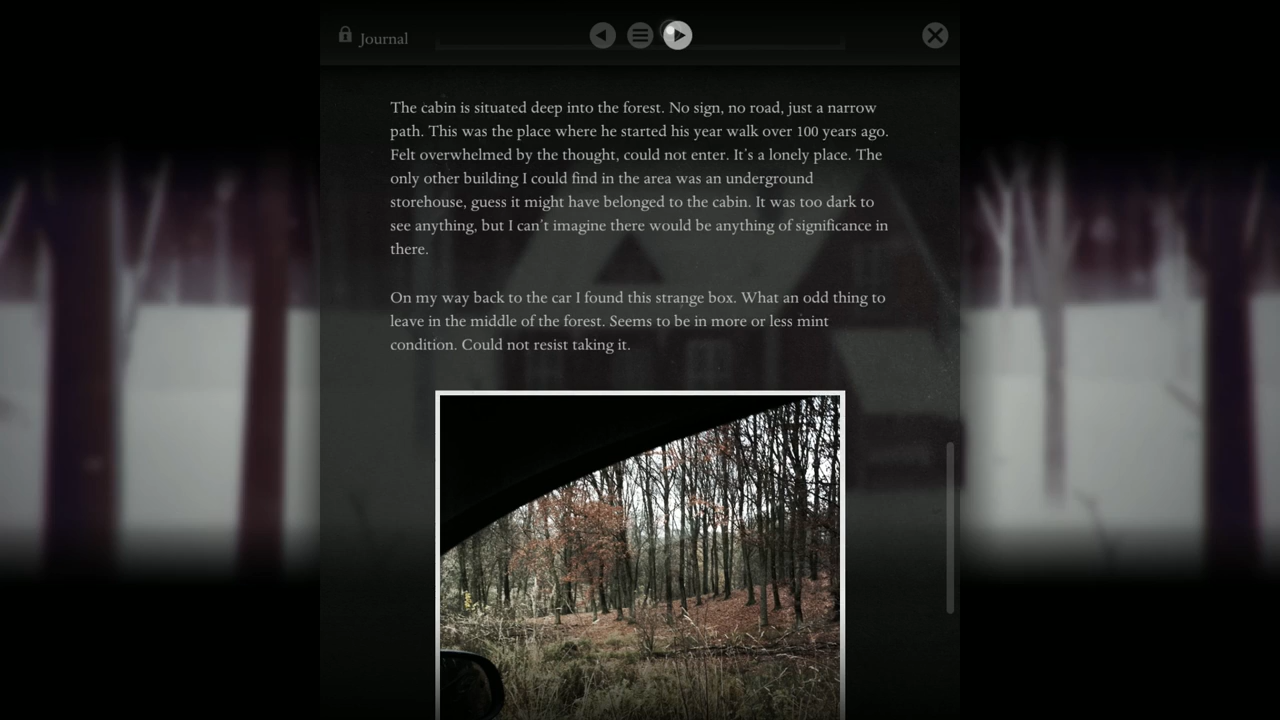 Journal
The cabin is situated deep into the forest. No sign, no road, just a narrow
path. This was the place where he started his year walk over 100 years ago.
Felt overwhelmed by the thought, could not enter. It's a lonely place. The
only other building I could find in the area was an underground
storehouse, guess it might have belonged to the cabin. It was too dark to
see anything, but I can't imagine there would be anything of significance in
there.
On my way back to the car I found this strange box. What an odd thing to
leave in the middle of the forest. Seems to be in more or less mint
condition. Could not resist taking it.